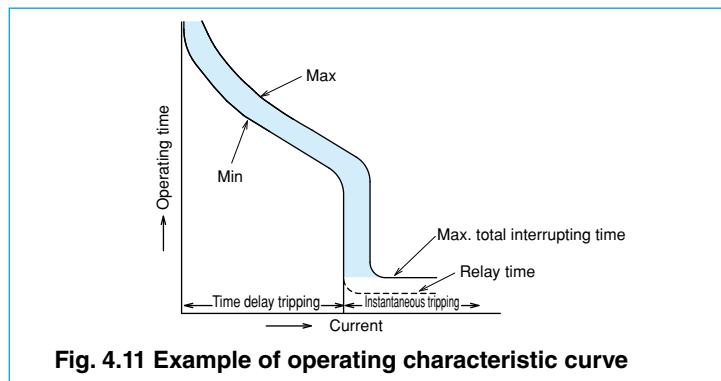 Max
Operating time
Min
Max. total interrupting time
Relay time
Time delay tripping
Instantaneous tripping
Current
Fig. 4.11 Example of operating characteristic curve